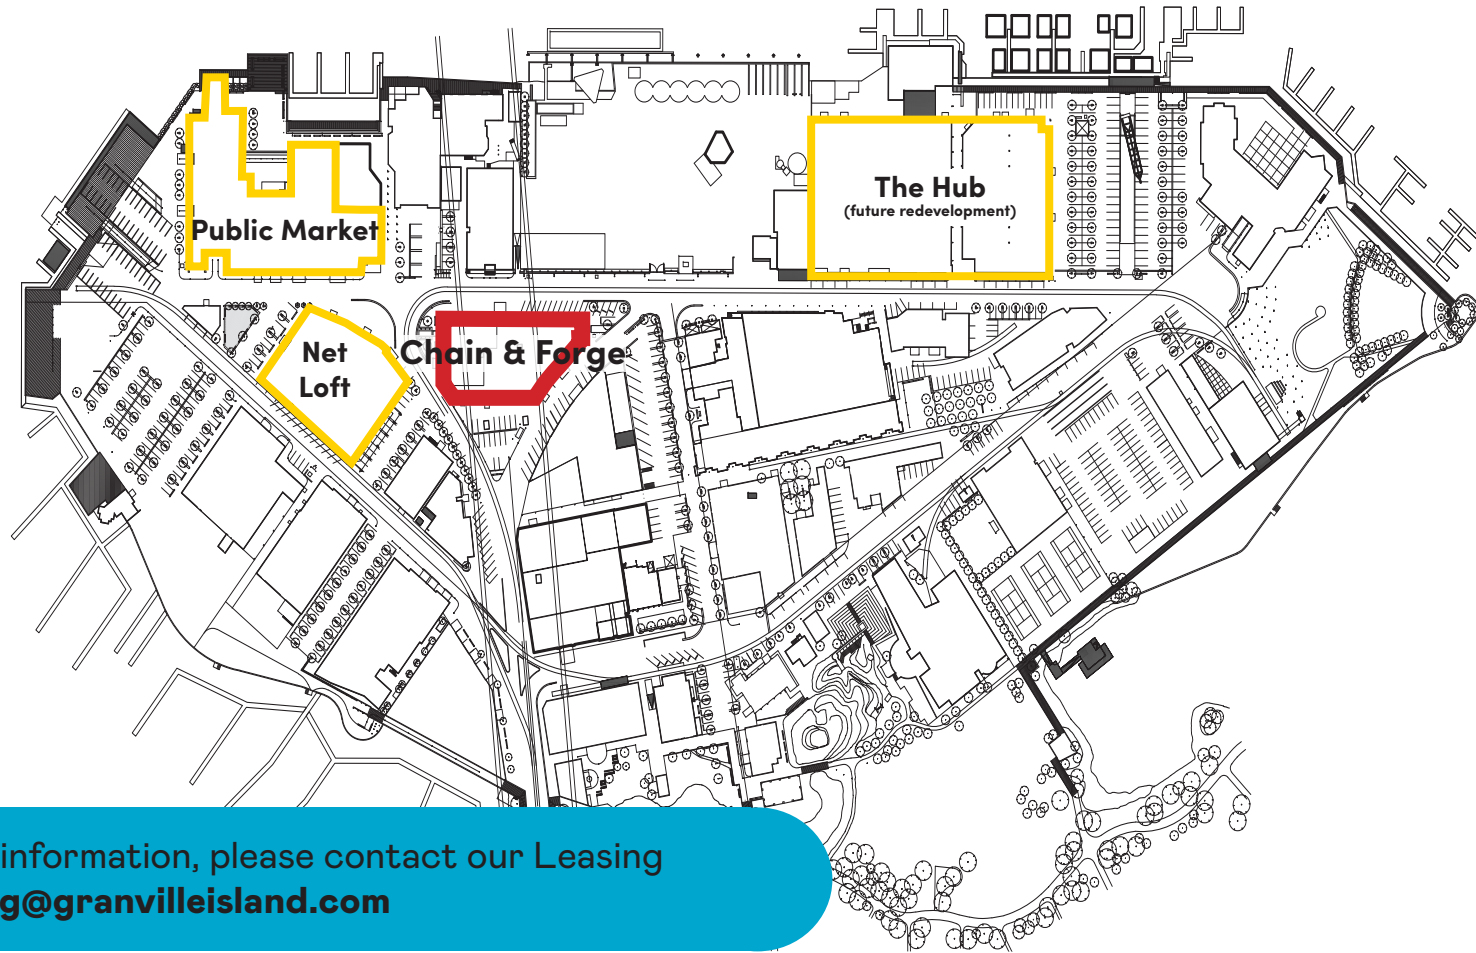 Public Market
The Hub
(future redevelopment)
Net
Loft
Chain & Forge
information, please contact our Leasing
g@granvilleisland.com